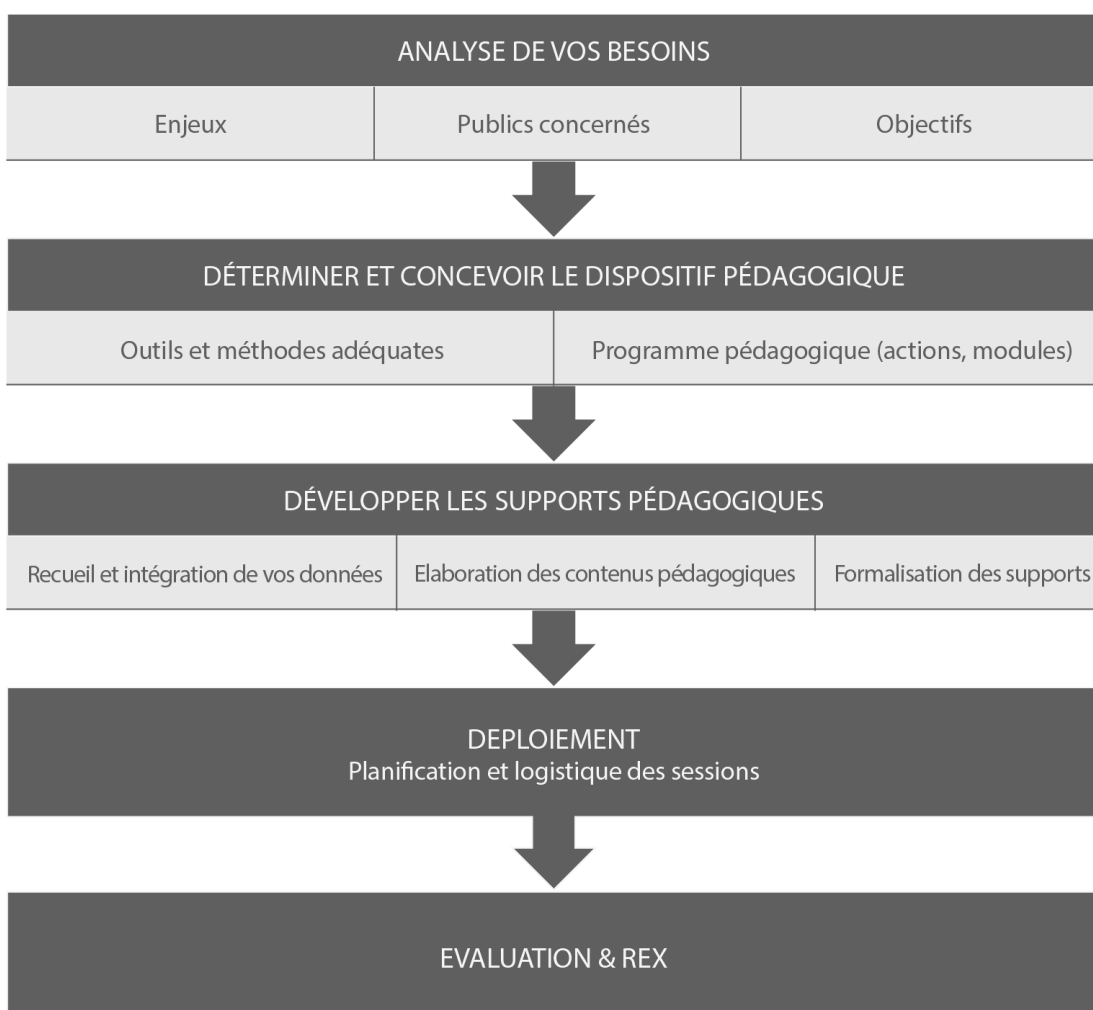 ANALYSE DE VOS BESOINS
Enjeux
Publics concernés
Objectifs
DÉTERMINER ET CONCEVOIR LE DISPOSITIF PÉDAGOGIQUE
Outils et méthodes adéquates
Programme pédagogique (actions, modules)
DÉVELOPPER LES SUPPORTS PÉDAGOGIQUES
Recueil et intégration de vos données
Elaboration des contenus pédagogiques
Formalisation des supports
DEPLOIEMENT
Planification et logistique des sessions
EVALUATION & REX